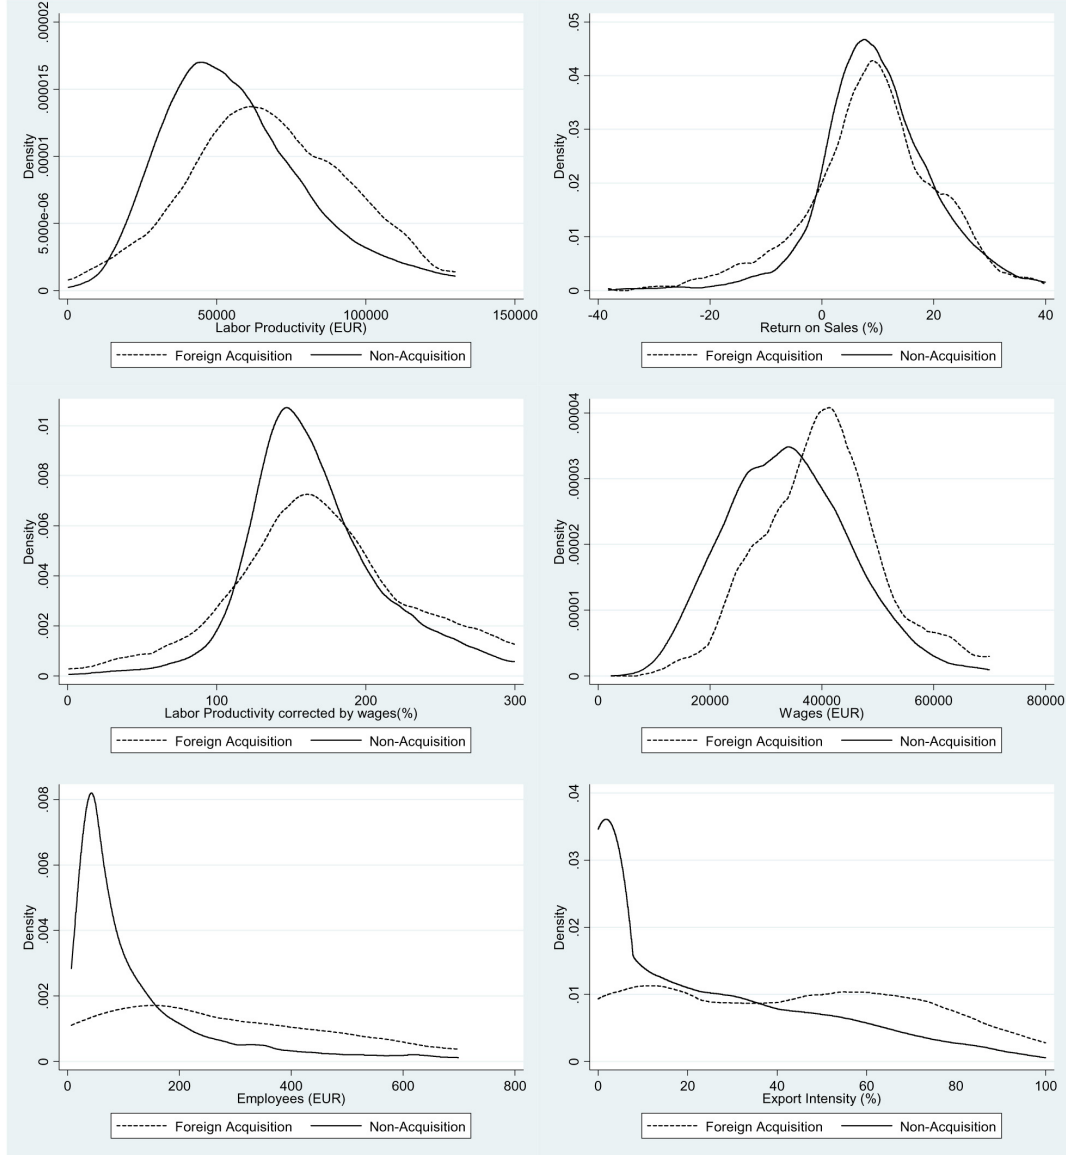 .00002
.000015
.00001
5.000e-06
0
Density
0 50000 100000 150000
Labor Productivity (EUR)
Foreign Acquisition Non-Acquisition
.05
.04
.03
.02
.01
0
Density
-40 -20 0 20 40
Return on Sales (%)
Foreign Acquisition Non-Acquisition
.01
.008
.006
.004
.002
0
Density
0 100 200 300
Labor Productivity corrected by wages(%)
Foreign Acquisition Non-Acquisition
.00004
.00003
.00002
.00001
0
Density
0 20000 40000 60000 80000
Wages (EUR)
Foreign Acquisition Non-Acquisition
.008
.006
.004
.002
0
Density
0 200 400 600 800
Employees (EUR)
Foreign Acquisition Non-Acquisition
.04
.03
.02
.01
0
Density
0 20 40 60 80 100
Export Intensity (%)
Foreign Acquisition Non-Acquisition